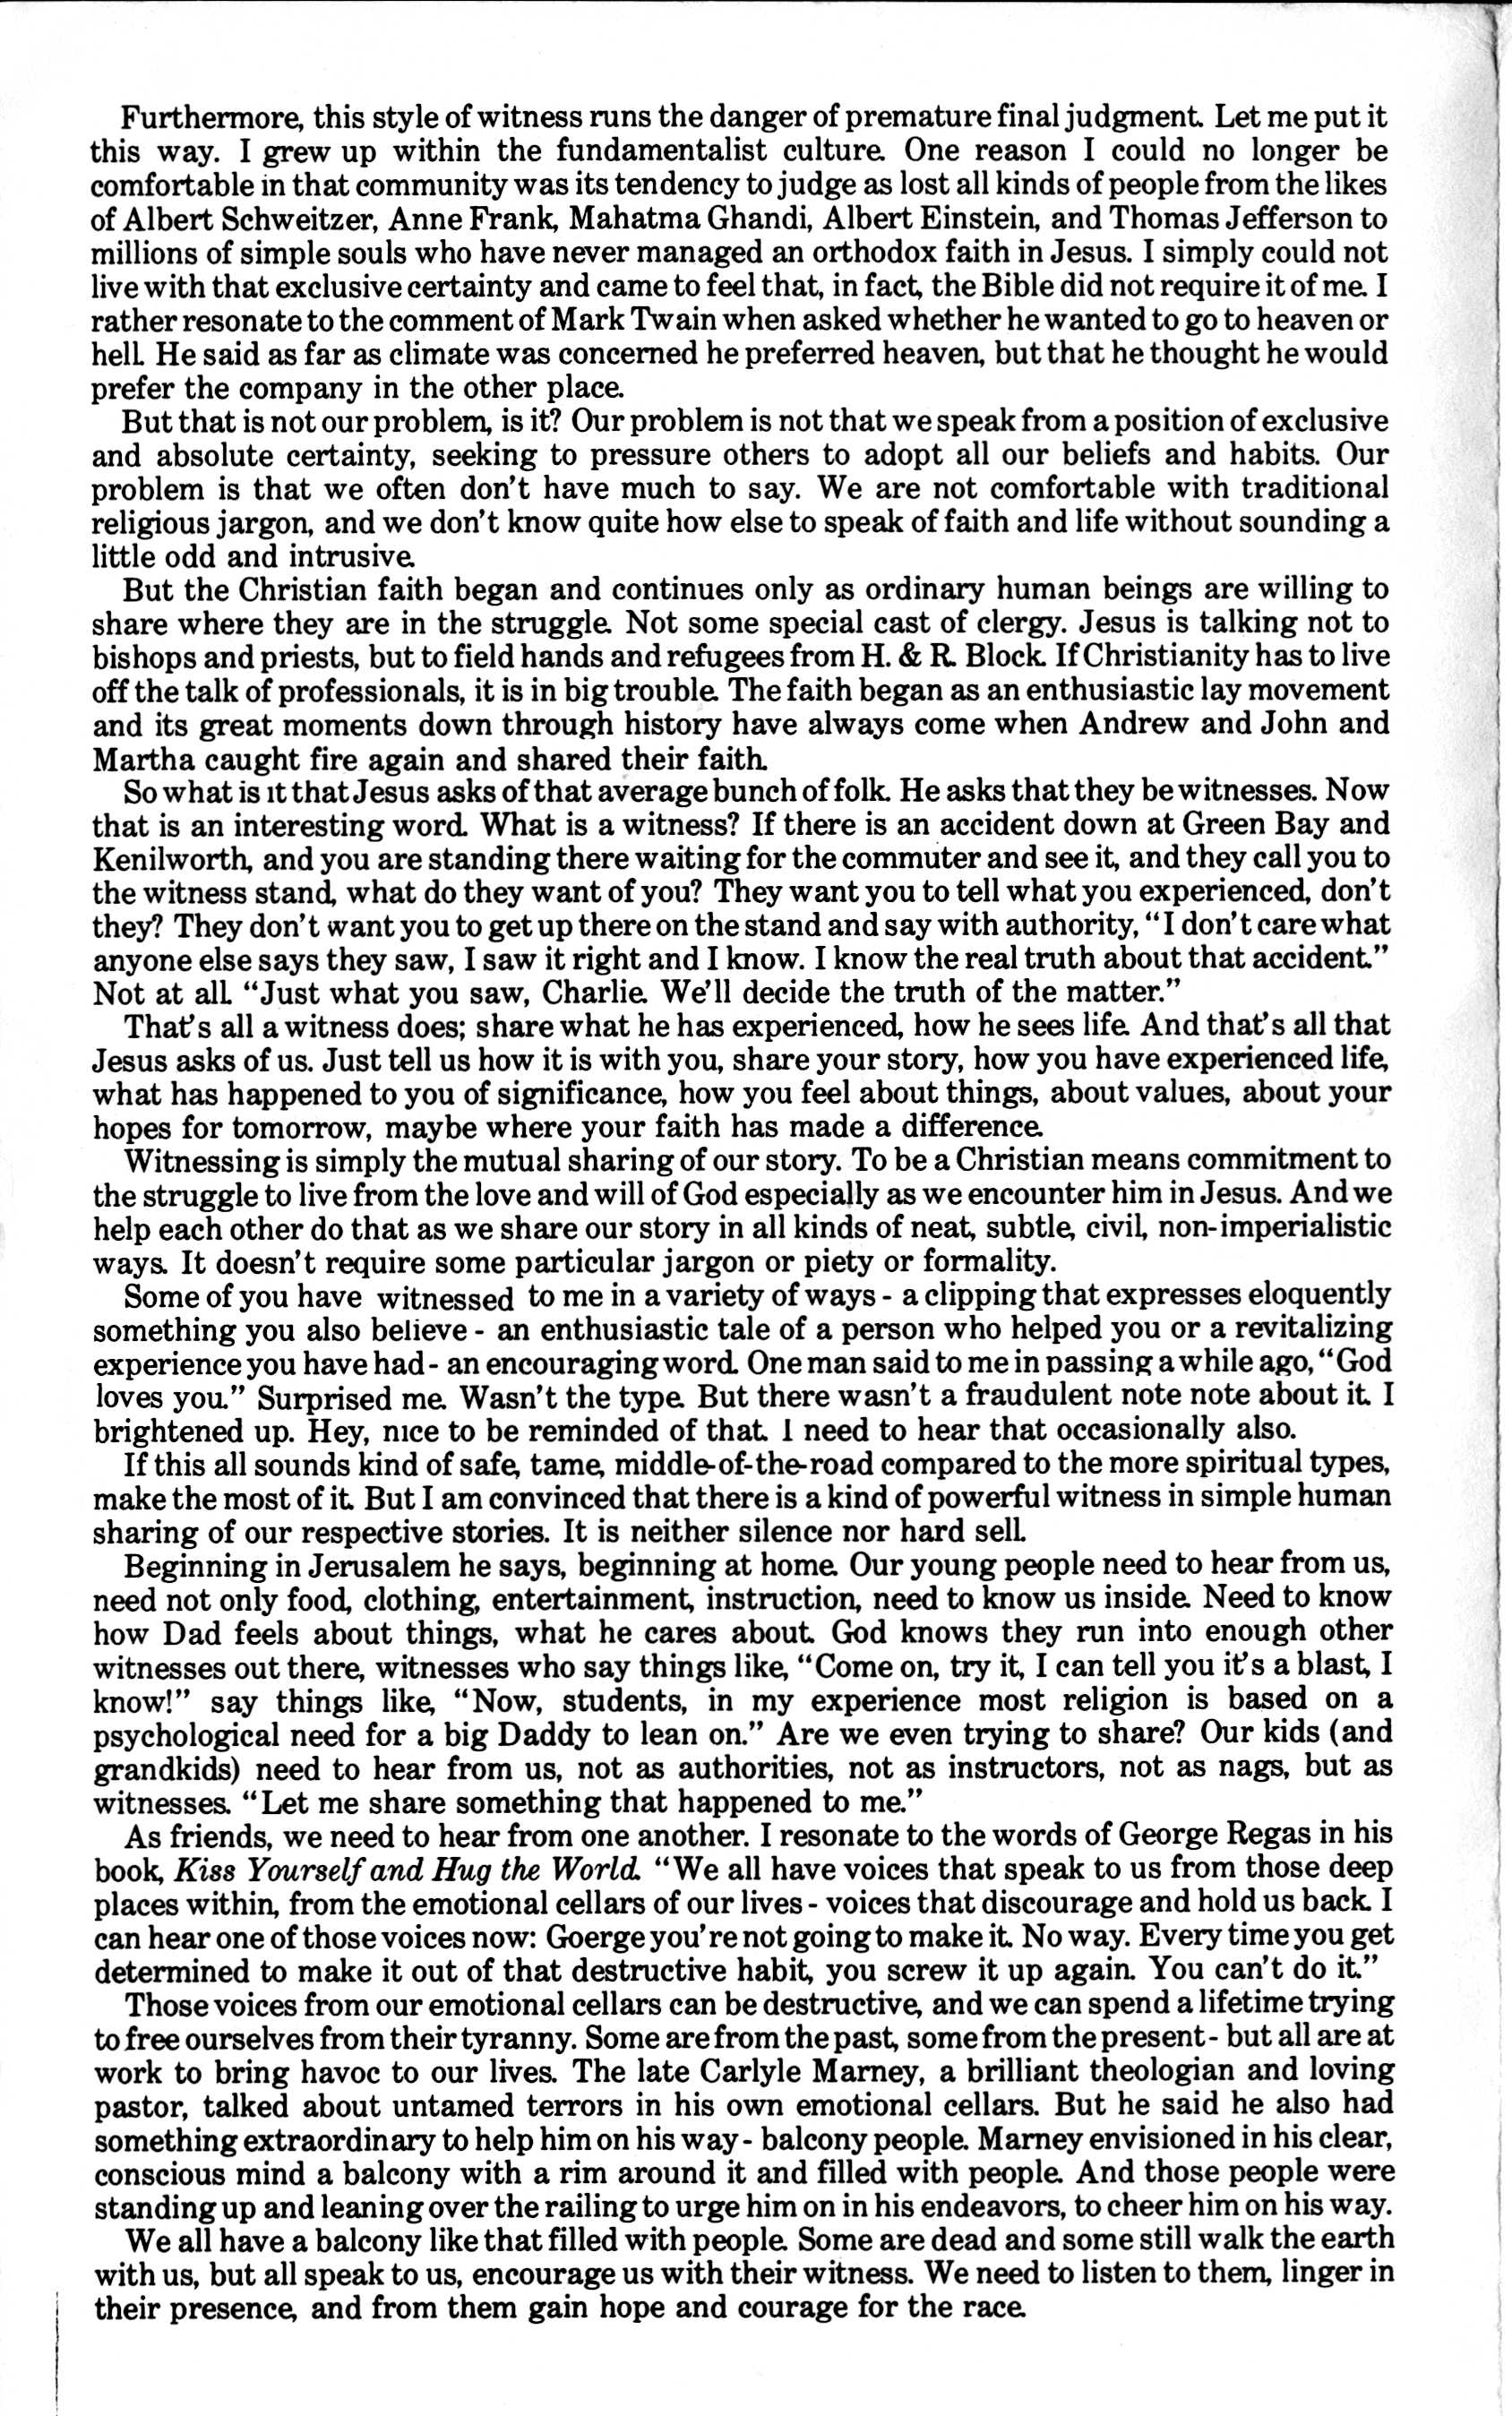 Furthermore, this style of witness runs the danger of premature final judgment. Let me put it
this way. I grew up within the fundamentalist culture. One reason I could no longer be
comfortable in that community was its tendency to judge as lost all kinds of people from the likes
of Albert Schweitzer, Anne Frank, Mahatma Ghandi, Albert Einstein, and Thomas Jefferson to
millions of simple souls who have never managed an orthodox faith in Jesus. I simply could not
live with that exclusive certainty and came to feel that, in fact, the Bible did not require it of me. I
rather resonate to the comment of Mark Twain when asked whether he wanted to go to heaven or
hell. He said as far as climate was concerned he preferred heaven, but that he thought he would
prefer the company in the other place.
But that is not our problem, is it? Our problem is not that we speak from a position of exclusive
and absolute certainty, seeking to pressure others to adopt all our beliefs and habits. Our
problem is that we often don't have much to say. We are not comfortable with traditional
religious jargon, and we don't know quite how else to speak of faith and life without sounding a
little odd and intrusive.
But the Christian faith began and continues only as ordinary human beings are willing to
share where they are in the struggle. Not some special cast of clergy. Jesus is talking not to
bishops and priests, but to field hands and refugees from H. & R. Block. If Christianity has to live
off the talk of professionals, it is in big trouble. The faith began as an enthusiastic lay movement
and its great moments down through history have always come when Andrew and John and
Martha caught fire again and shared their faith.
So what is it that Jesus asks of that average bunch of folk. He asks that they be witnesses. Now
that is an interesting word. What is a witness? If there is an accident down at Green Bay and
Kenilworth, and you are standing there waiting for the commuter and see it, and they call you to
the witness stand, what do they want of you? They want you to tell what you experienced, don't
they? They don't want you to get up there on the stand and say with authority, "I don't care what
anyone else says they saw, I saw it right and I know. I know the real truth about that accident."
Not at all. "Just what you saw, Charlie. We'll decide the truth of the matter."
That's all a witness does; share what he has experienced, how he sees life. And that's all that
Jesus asks of us. Just tell us how it is with you, share your story, how you have experienced life,
what has happened to you of significance, how you feel about things, about values, about your
hopes for tomorrow, maybe where your faith has made a difference.
Witnessing is simply the mutual sharing of our story. To be a Christian means commitment to
the struggle to live from the love and will of God especially as we encounter him in Jesus. And we
help each other do that as we share our story in all kinds of neat, subtle, civil, non-imperialistic
ways. It doesn't require some particular jargon or piety or formality.
Some of you have witnessed to me in a variety of ways - a clipping that expresses eloquently
something you also believe - an enthusiastic tale of a person who helped you or a revitalizing
experience you have had - an encouraging word. One man said to me in passing a while ago, "God
loves you." Surprised me. Wasn't the type. But there wasn't a fraudulent note note about it. I
brightened up. Hey, nice to be reminded of that. I need to hear that occasionally also.
If this all sounds kind of safe, tame, middle-of-the-road compared to the more spiritual types,
make the most of it. But I am convinced that there is a kind of powerful witness in simple human
sharing of our respective stories. It is neither silence nor hard sell.
Beginning in Jerusalem he says, beginning at home. Our young people need to hear from us,
need not only food, clothing, entertainment, instruction, need to know us inside. Need to know
how Dad feels about things, what he cares about. God knows they run into enough other
witnesses out there, witnesses who say things like, "Come on, try it, I can tell you it's a blast, I
know!" say things like, "Now, students, in my experience most religion is based on a
psychological need for a big Daddy to lean on." Are we even trying to share? Our kids (and
grandkids) need to hear from us, not as authorities, not as instructors, not as nags, but as
witnesses. "Let me share something that happened to me."
As friends, we need to hear from one another. I resonate to the words of George Regas in his
book, Kiss Yourself and Hug the World. "We all have voices that speak to us from those deep
places within, from the emotional cellars of our lives - voices that discourage and hold us back. I
can hear one of those voices now: Goerge you're not going to make it. No way. Every time you get
determined to make it out of that destructive habit, you screw it up again. You can't do it."
Those voices from our emotional cellars can be destructive, and we can spend a lifetime trying
to free ourselves from their tyranny. Some are from the past, some from the present - but all are at
work to bring havoc to our lives. The late Carlyle Marney, a brilliant theologian and loving
pastor, talked about untamed terrors in his own emotional cellars. But he said he also had
something extraordinary to help him on his way - balcony people. Marney envisioned in his clear,
conscious mind a balcony with a rim around it and filled with people. And those people were
standing up and leaning over the railing to urge him on in his endeavors, to cheer him on his way.
We all have a balcony like that filled with people. Some are dead and some still walk the earth
with us, but all speak to us, encourage us with their witness. We need to listen to them, linger in
their presence, and from them gain hope and courage for the race.